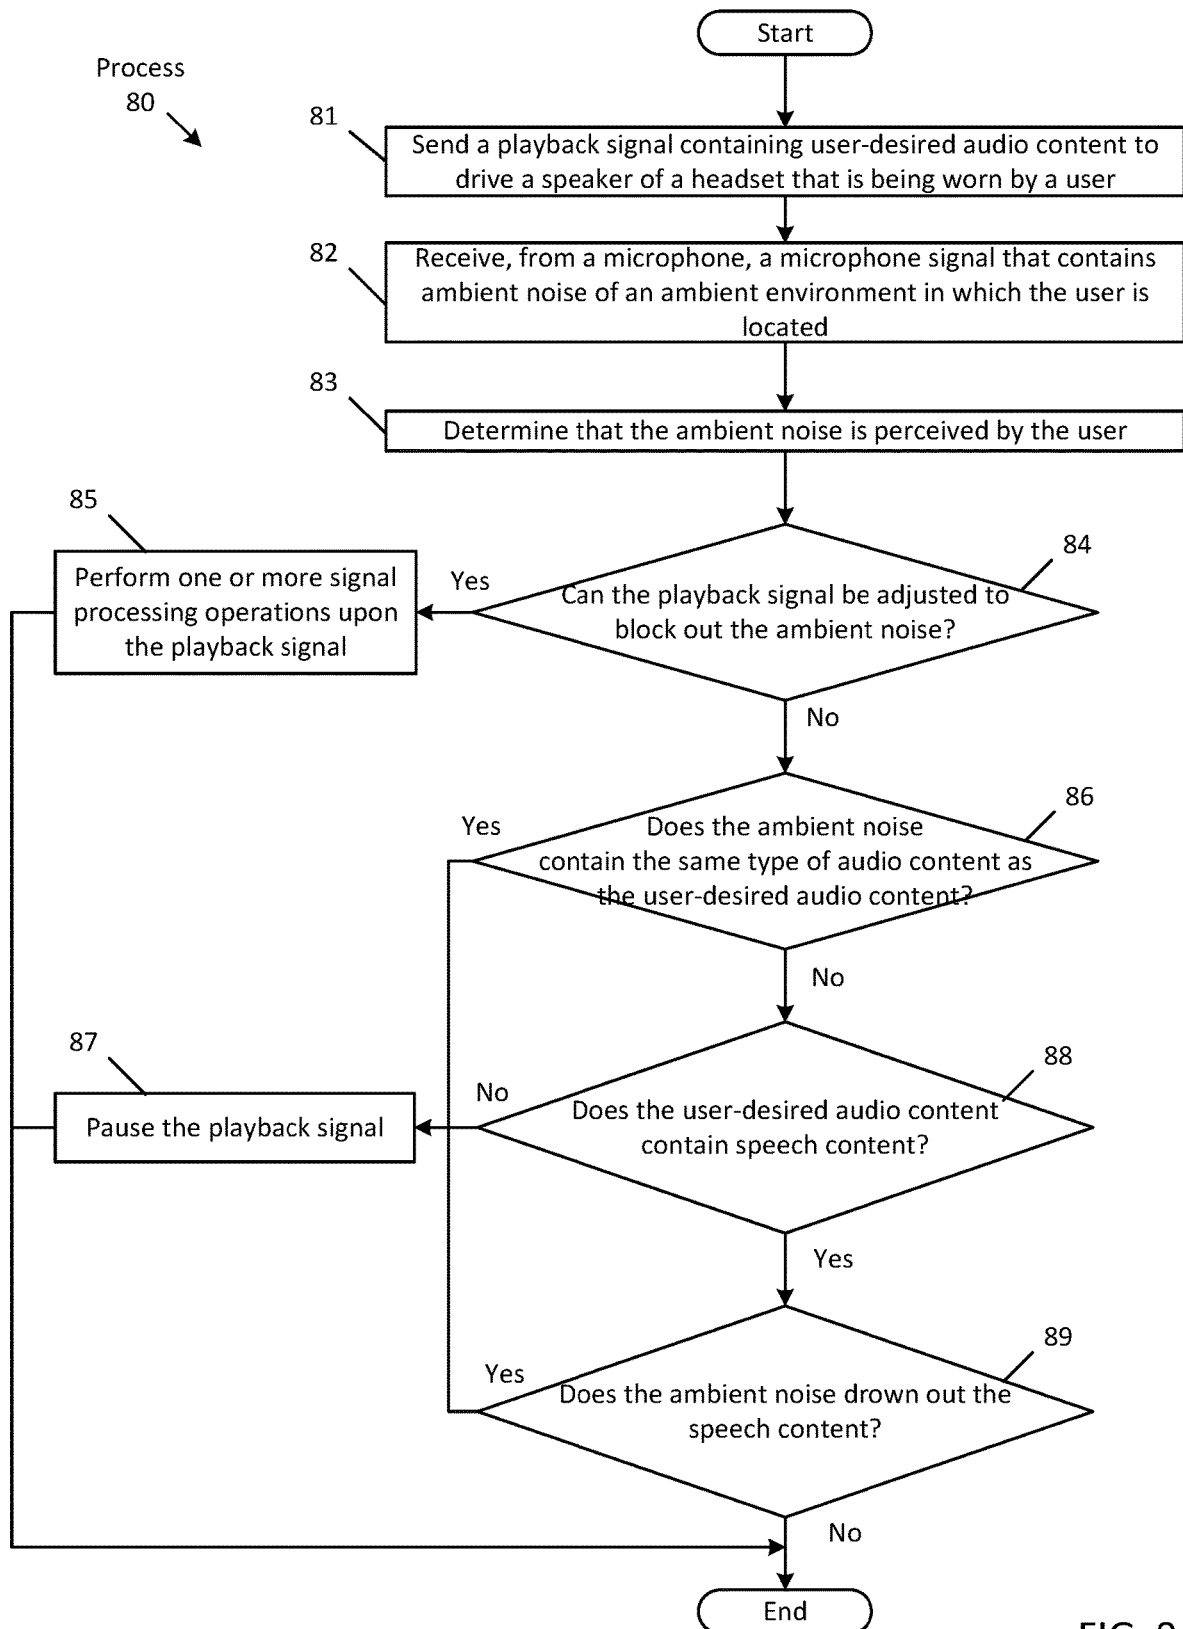 Start
Process
80
81
Send a playback signal containing user-desired audio content to
drive a speaker of a headset that is being worn by a user
82
Receive, from a microphone, a microphone signal that contains
ambient noise of an ambient environment in which the user is
located
83
Determine that the ambient noise is perceived by the user
85
Perform one or more signal
processing operations upon
the playback signal
Yes
84
Can the playback signal be adjusted to
block out the ambient noise?
No
86
Yes
Does the ambient noise
contain the same type of audio content as
the user-desired audio content?
No
87
Pause the playback signal
No
88
Does the user-desired audio content
contain speech content?
Yes
89
Yes
Does the ambient noise drown out the
speech content?
No
End